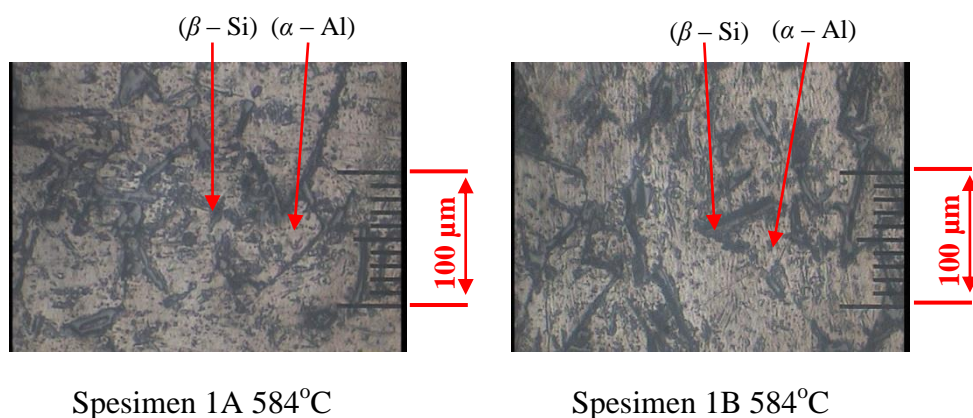 (β – Si) (α – Al)
(β – Si) (α – Al)
100 μm
100 μm
Spesimen 1A 584°C
Spesimen 1B 584°C